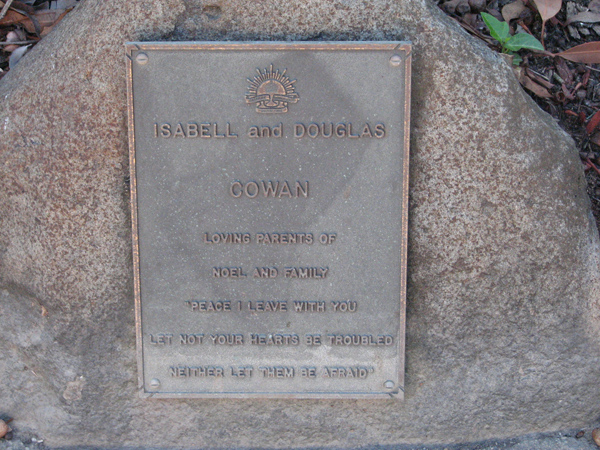 ISABELL and DOUGLAS
COWAN
LOVING PARENTS OF
NOEL AND FAMILY
"PEACE I LEAVE WITH YOU
LET NOT YOUR HEARTS BE TROUBLED
NEITHER LET THEM BE AFRAID"